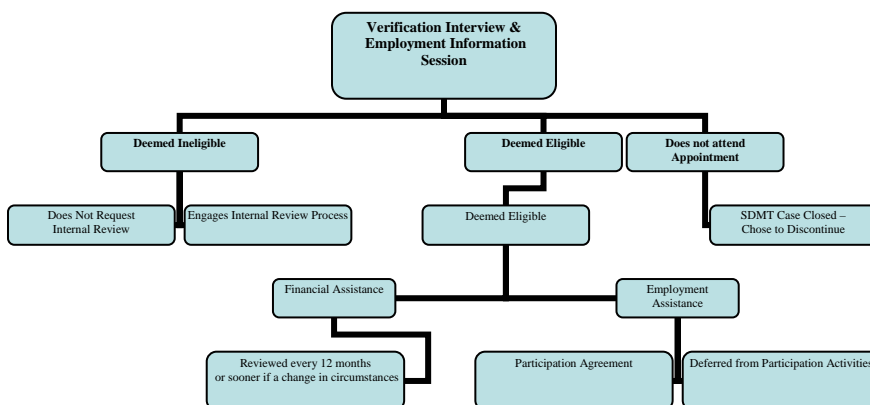 Verification Interview &
Employment Information
Session
Deemed Ineligible
Deemed Eligible
Does not attend
Appointment
Does Not Request
Internal Review
Engages Internal Review Process
Deemed Eligible
SDMT Case Closed –
Chose to Discontinue
Financial Assistance
Employment
Assistance
Reviewed every 12 months
or sooner if a change in circumstances
Participation Agreement
Deferred from Participation Activities